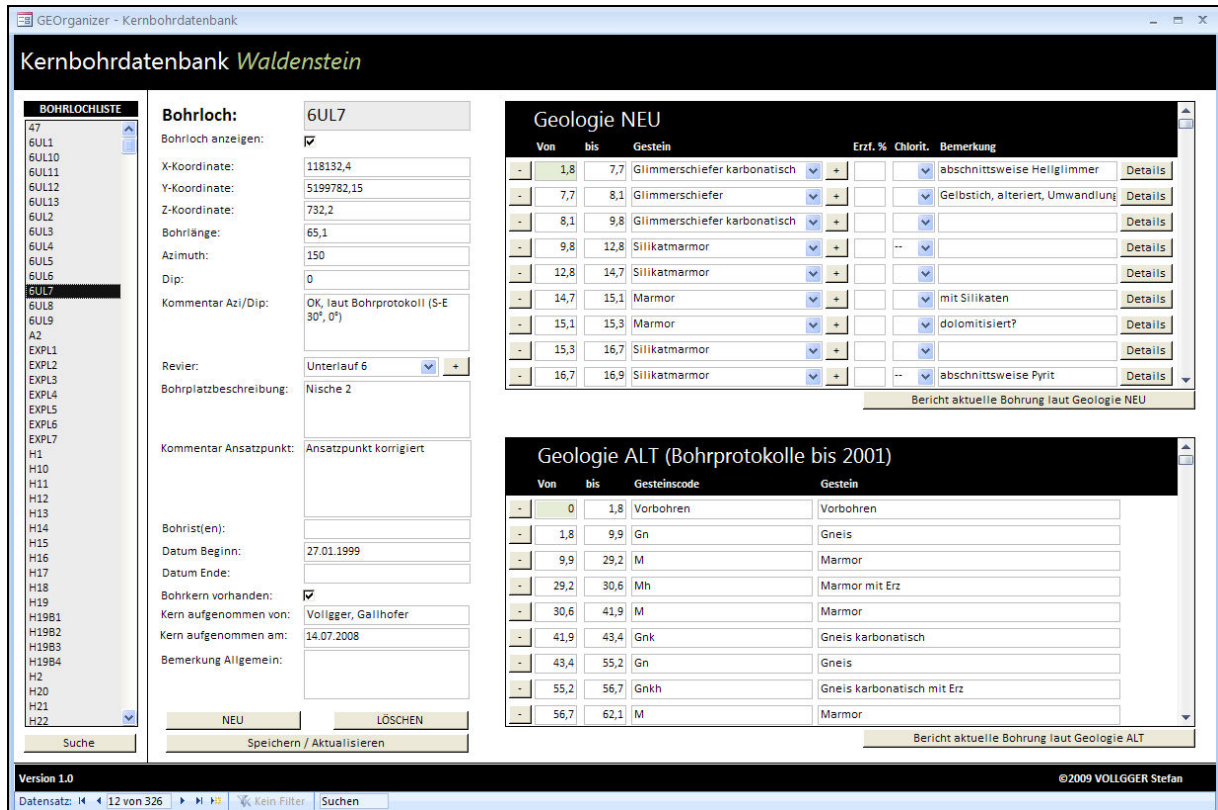 GEOrganizer - Kernbohrdatenbank
Kernbohrdatenbank Waldenstein
BOHRLOCHLISTE
47
6UL1
6UL10
6UL11
6UL12
6UL13
6UL2
6UL3
6UL4
6UL5
6UL6
6UL7
6UL8
6UL9
A2
EXPL1
EXPL2
EXPL3
EXPL4
EXPL5
EXPL6
EXPL7
H1
H10
H11
H12
H13
H14
H15
H16
H17
H18
H19
H19B1
H19B2
H19B3
H19B4
H2
H20
H21
H22
Suche
Bohrloch: 6UL7
Bohrloch anzeigen:
X-Koordinate: 118132,4
Y-Koordinate: 5199782,15
Z-Koordinate: 732,2
Bohrlänge: 65,1
Azimuth: 150
Dip: 0
Kommentar Azi/Dip: OK, laut Bohrprotokoll (S-E
30°, 0°)
Revier: Unterlauf 6 +
Bohrplatzbeschreibung: Nische 2
Kommentar Ansatzpunkt: Ansatzpunkt korrigiert
Bohrist(en):
Datum Beginn: 27.01.1999
Datum Ende:
Bohrkern vorhanden:
Kern aufgenommen von: Vollgger, Gallhofer
Kern aufgenommen am: 14.07.2008
Bemerkung Allgemein:
NEU LÖSCHEN
Speichern / Aktualisieren
Geologie NEU
Von bis Gestein Erzf. % Chlorit. Bemerkung
- 1,8 7,7 Glimmerschiefer karbonatisch + abschnittsweise Hellglimmer Details
- 7,7 8,1 Glimmerschiefer + Gelbstich, alteriert, Umwandlung Details
- 8,1 9,8 Glimmerschiefer karbonatisch + Details
- 9,8 12,8 Silikatmarmor + -- Details
- 12,8 14,7 Silikatmarmor + Details
- 14,7 15,1 Marmor + mit Silikaten Details
- 15,1 15,3 Marmor + dolomitisiert? Details
- 15,3 16,7 Silikatmarmor + Details
- 16,7 16,9 Silikatmarmor + -- abschnittsweise Pyrit Details
Bericht aktuelle Bohrung laut Geologie NEU
Geologie ALT (Bohrprotokolle bis 2001)
Von bis Gesteinscode Gestein
- 0 1,8 Vorbohren Vorbohren
- 1,8 9,9 Gn Gneis
- 9,9 29,2 M Marmor
- 29,2 30,6 Mh Marmor mit Erz
- 30,6 41,9 M Marmor
- 41,9 43,4 Gnk Gneis karbonatisch
- 43,4 55,2 Gn Gneis
- 55,2 56,7 Gnkh Gneis karbonatisch mit Erz
- 56,7 62,1 M Marmor
Bericht aktuelle Bohrung laut Geologie ALT
Version 1.0 ©2009 VOLLGGER Stefan
Datensatz: 12 von 326 Kein Filter Suchen